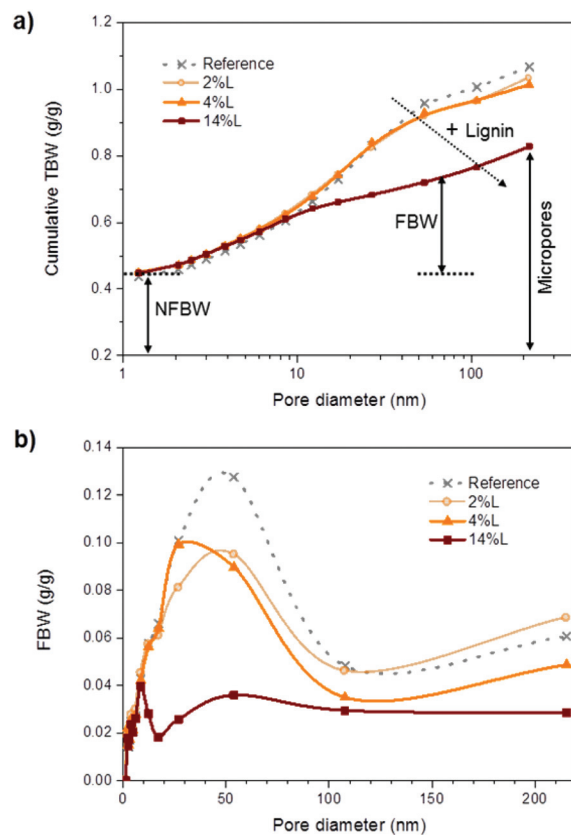 a)
1.2
1.0
0.8
0.6
0.4
0.2
Cumulative TBW (g/g)
Reference
2%L
4%L
14%L
+ Lignin
FBW
NFBW
Micropores
1
10
100
Pore diameter (nm)
b)
0.14
0.12
0.10
0.08
0.06
0.04
0.02
0.00
FBW (g/g)
Reference
2%L
4%L
14%L
0
50
100
150
200
Pore diameter (nm)